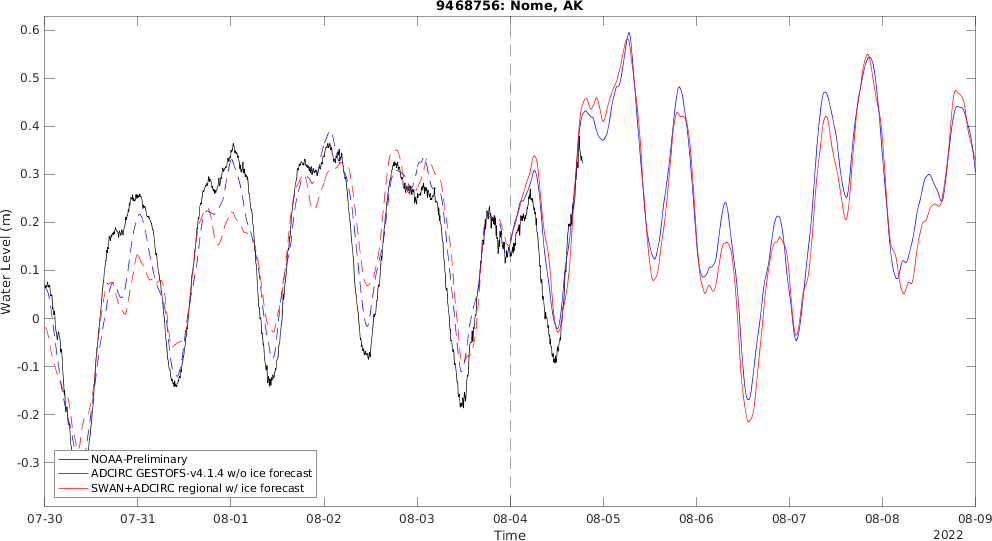 9468756: Nome, AK
0.6
0.5
0.4
0.3
0.2
0.1
0
-0.1
-0.2
-0.3
Water Level (m)
NOAA-Preliminary
ADCIRC GESTOFS-v4.1.4 w/o ice forecast
SWAN+ADCIRC regional w/ ice forecast
07-30 07-31 08-01 08-02 08-03 08-04 08-05 08-06 08-07 08-08 08-09
Time
2022